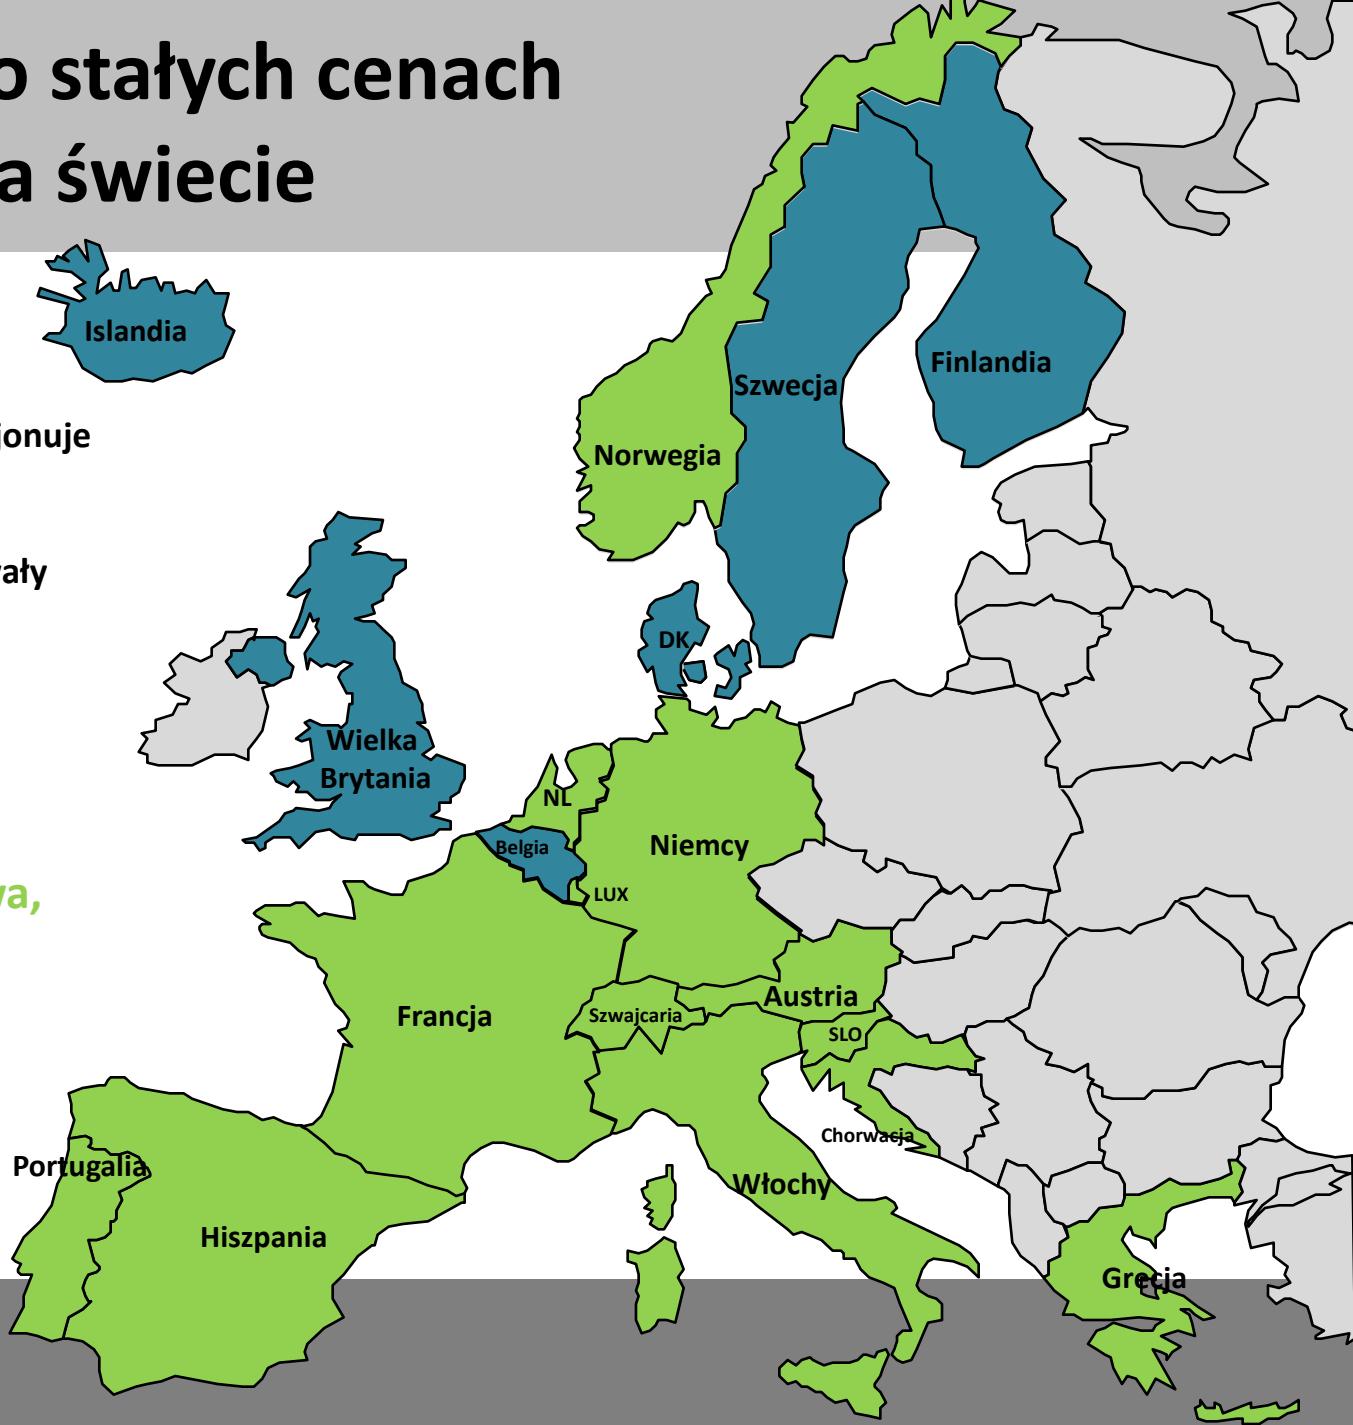 o stałych cenach
a świecie
Islandia
jonuje
Szwecja
Finlandia
Norwegia
ały
DK
Wielka
Brytania
NL
Belgia
Niemcy
LUX
a,
Francja
Szwajcaria
Austria
SLO
Chorwacja
Portugalia
Włochy
Hiszpania
Grecja